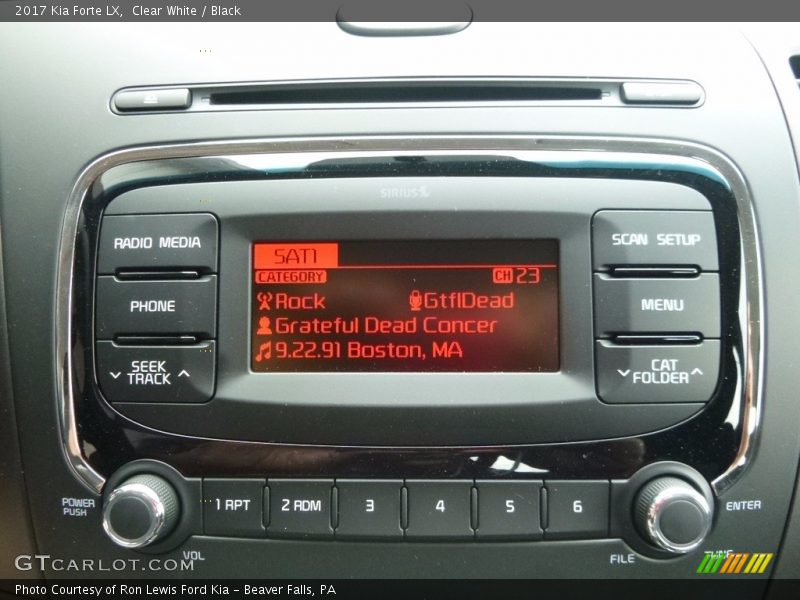 2017 Kia Forte LX,  Clear White / Black
SIRIUS
RADIO MEDIA
PHONE
SEEK
TRACK
SAT1
CATEGORY
CH 23
Rock GtflDead
Grateful Dead Concer
9.22.91 Boston, MA
SCAN SETUP
MENU
CAT
FOLDER
POWER
PUSH
VOL
1 RPT
2 RDM
3
4
5
6
FILE
TUNE
ENTER
GTCARLOT.COM
Photo Courtesy of Ron Lewis Ford Kia – Beaver Falls, PA